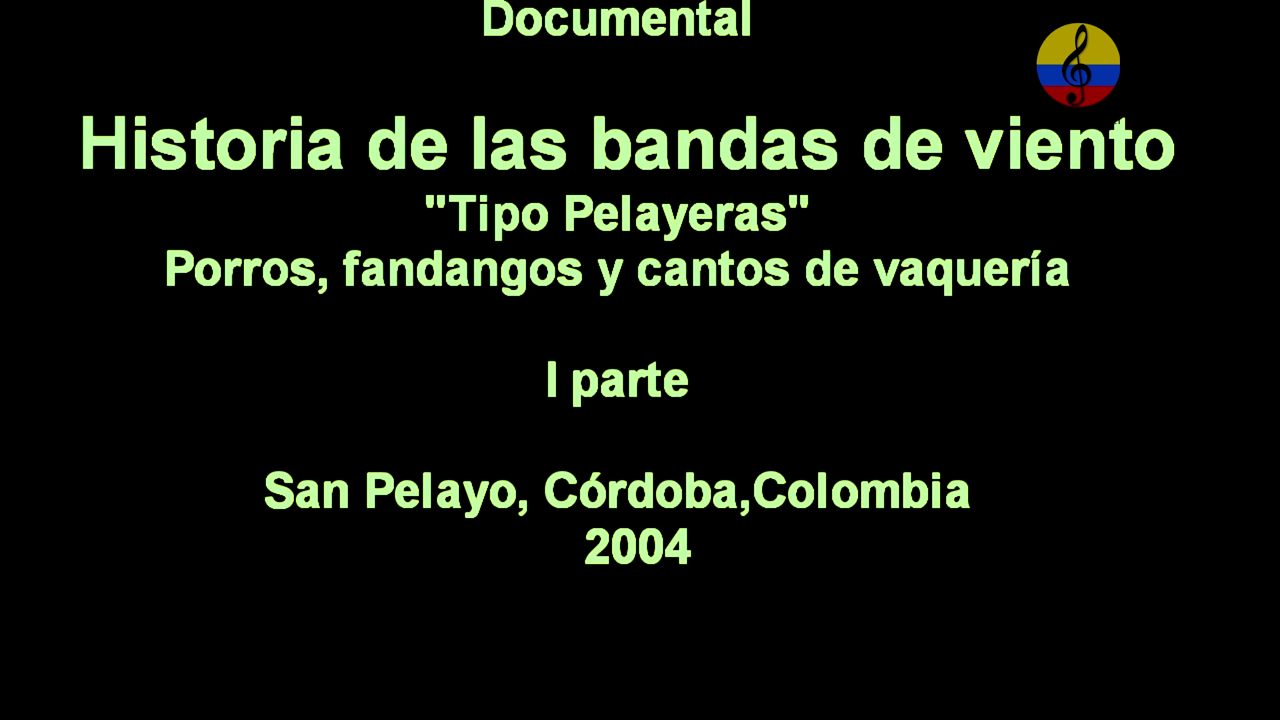 Documental
Historia de las bandas de viento
"Tipo Pelayeras"
Porros, fandangos y cantos de vaquería
I parte
San Pelayo, Córdoba,Colombia
2004